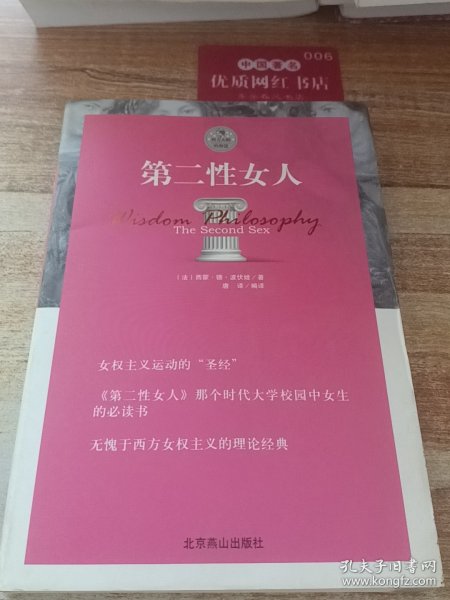 006
中国著名
优质网红书店
第二性女人
Wisdom Philosophy
The Second Sex
（法）西蒙·德·波伏娃/著
唐 译/编译
女权主义运动的“圣经”
《第二性女人》那个时代大学校园中女生
的必读书
无愧于西方女权主义的理论经典
北京燕山出版社
孔夫子旧书网
www.kongfz.com